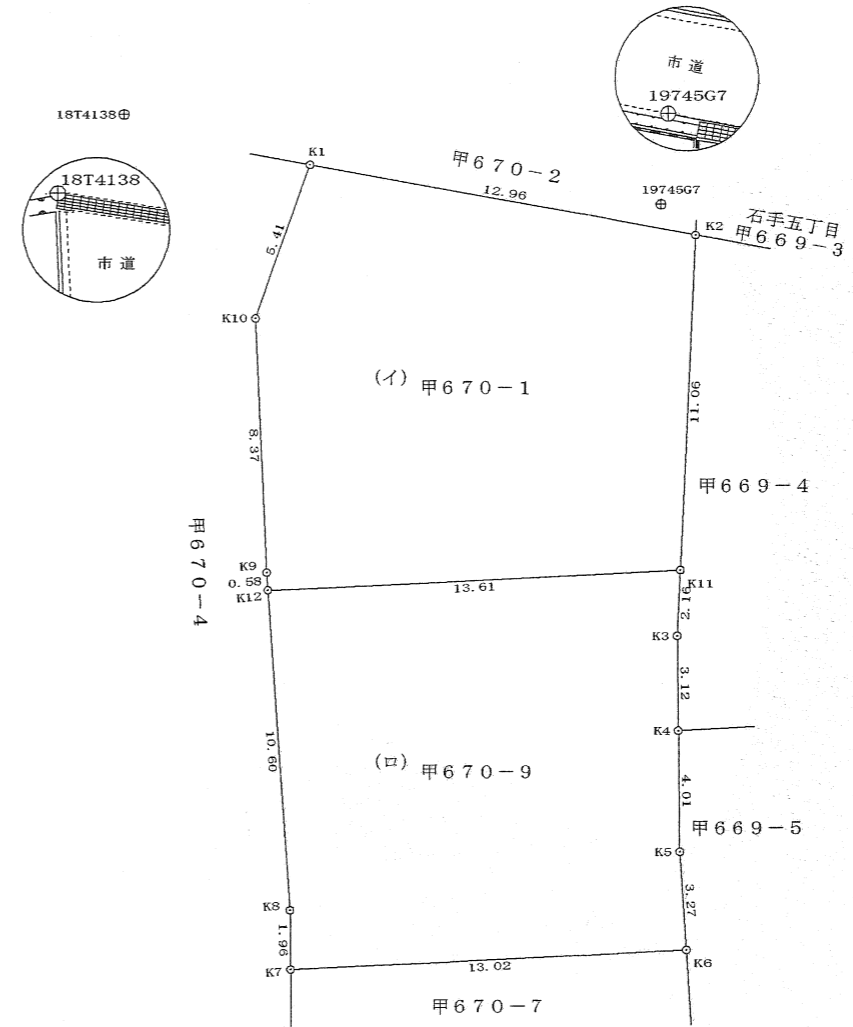 市道
19745G7
18T4138
18T4138
市道
K1
甲670-2
12.96
19745G7
石手五丁目
K2
甲669-3
5.41
K10
(イ)
甲670-1
11.06
8.37
甲669-4
甲670-4
K9
0.58
K12
13.61
K11
2.16
K3
3.12
K4
10.60
(ロ)
甲670-9
4.01
甲669-5
K5
K8
3.27
1.96
K7
13.02
K6
甲670-7